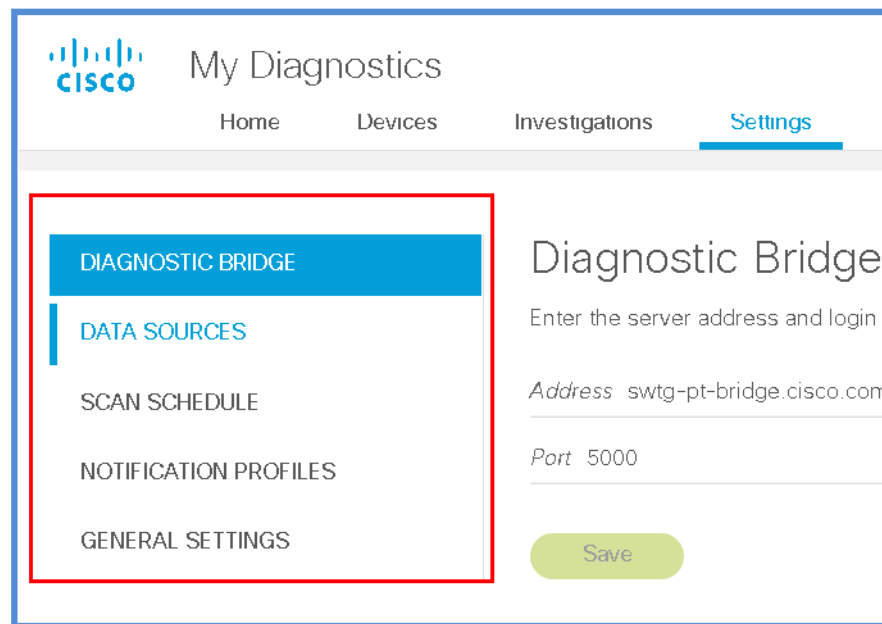 CISCO
My Diagnostics
Home Devices Investigations Settings
DIAGNOSTIC BRIDGE
DATA SOURCES
SCAN SCHEDULE
NOTIFICATION PROFILES
GENERAL SETTINGS
Diagnostic Bridge
Enter the server address and login
Address swtg-pt-bridge.cisco.com
Port 5000
Save